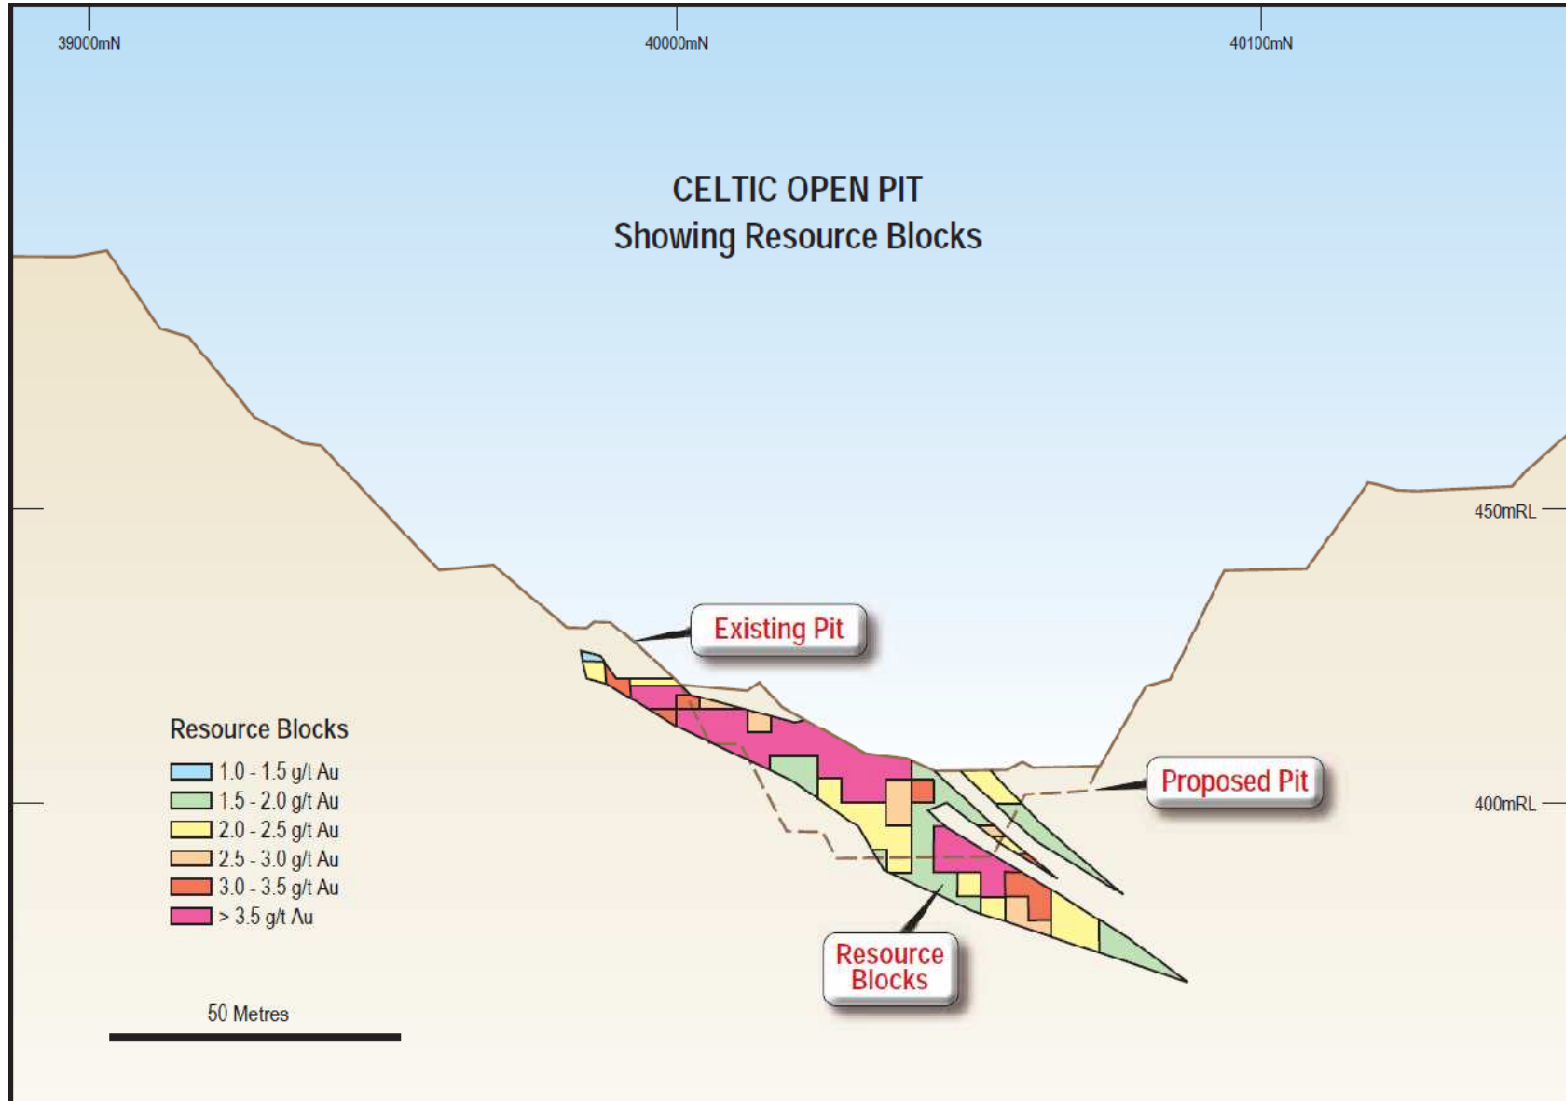 39000mN
40000mN
40100mN
CELTIC OPEN PIT
Showing Resource Blocks
450mRL
Existing Pit
Resource Blocks
1.0 - 1.5 g/t Au
1.5 - 2.0 g/t Au
2.0 - 2.5 g/t Au
2.5 - 3.0 g/t Au
3.0 - 3.5 g/t Au
> 3.5 g/t Au
Proposed Pit
400mRL
Resource
Blocks
50 Metres